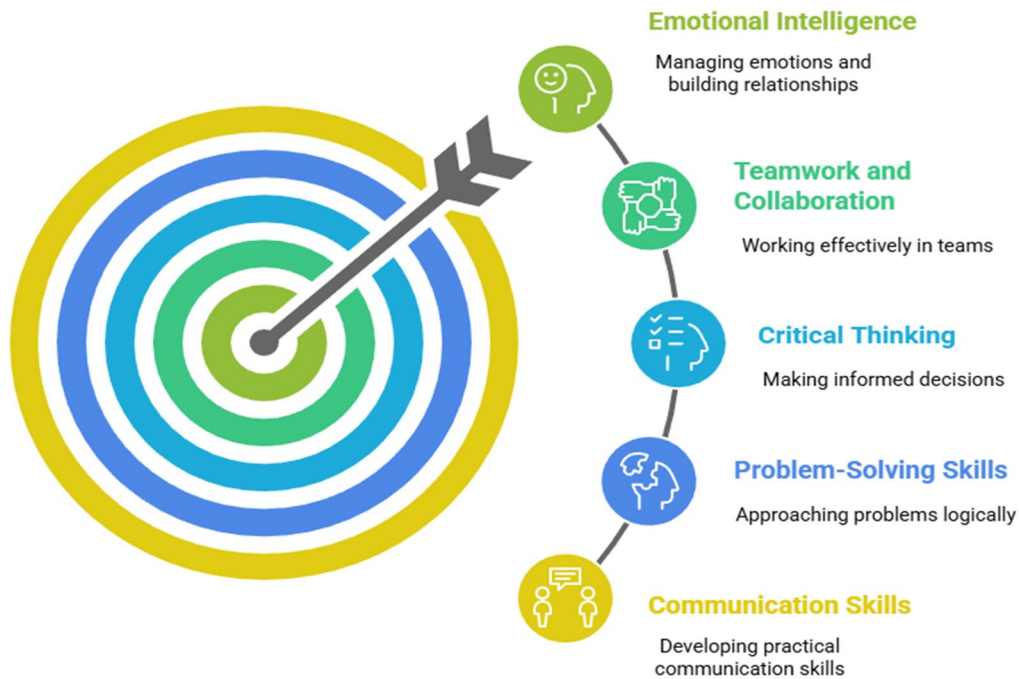 Emotional Intelligence
Managing emotions and
building relationships
Teamwork and
Collaboration
Working effectively in teams
Critical Thinking
Making informed decisions
Problem-Solving Skills
Approaching problems logically
Communication Skills
Developing practical
communication skills